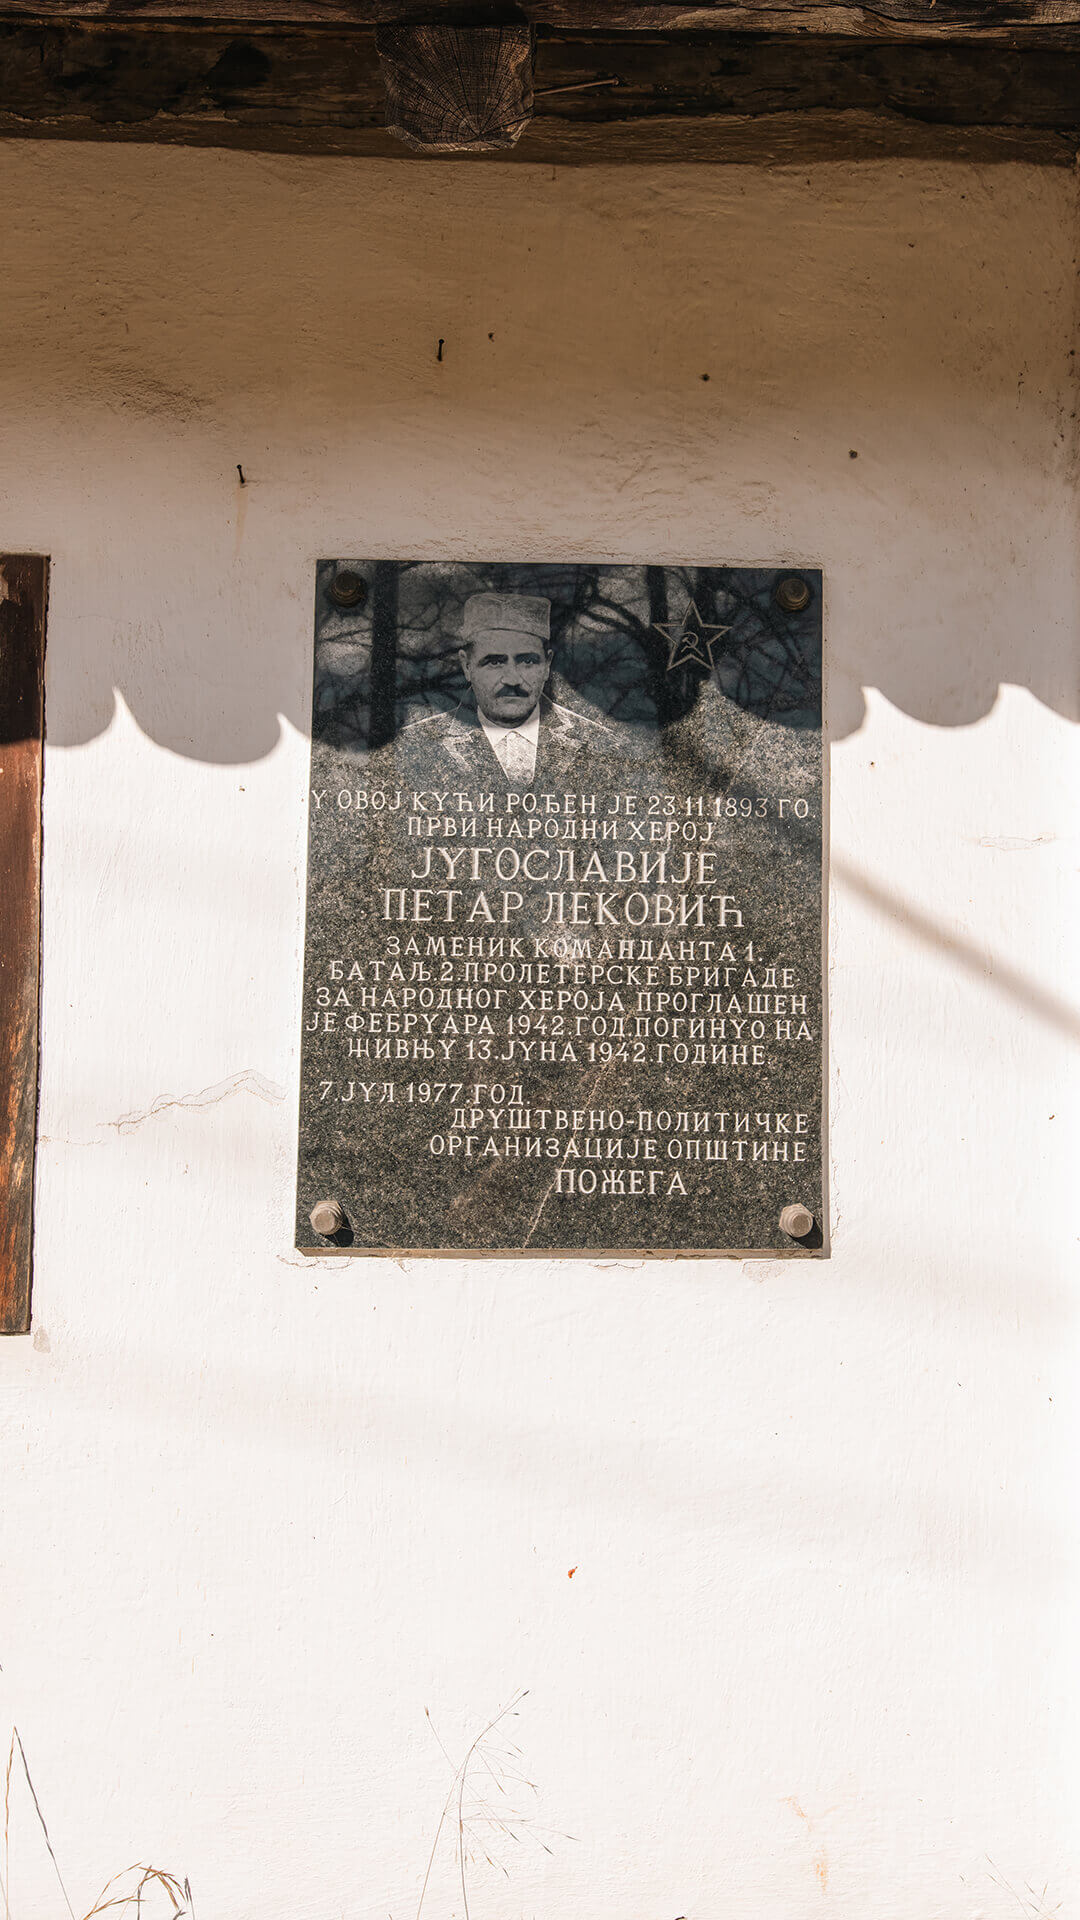 У ОВОЈ КУЋИ РОЂЕН ЈЕ 23.11.1893 ГО.
ПРВИ НАРОДНИ ХЕРОЈ
ЈУГОСЛАВИЈЕ
ПЕТАР ЛЕКОВИЋ
ЗАМЕНИК КОМАНДАНТА 1.
БАТАЉ. 2. ПРОЛЕТЕРСКЕ БРИГАДЕ
ЗА НАРОДНОГ ХЕРОЈА ПРОГЛАШЕН
ЈЕ ФЕБРУАРА 1942. ГОД. ПОГИНУО НА
ЖИВЊУ 13. ЈУНА 1942. ГОДИНЕ.
7. ЈУЛ 1977. ГОД.
ДРУШТВЕНО-ПОЛИТИЧКЕ
ОРГАНИЗАЦИЈЕ ОПШТИНЕ
ПОЖЕГА